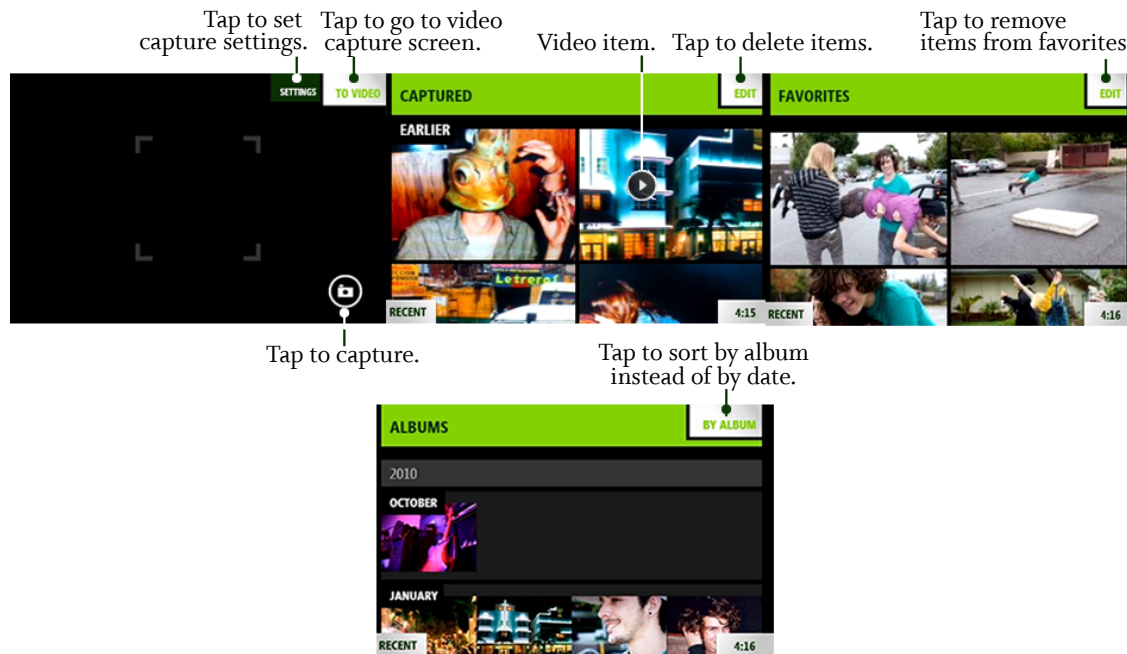 Tap to set
capture settings.
Tap to go to video
capture screen.
Video item.
Tap to delete items.
Tap to remove
items from favorites
SETTINGS
TO VIDEO
CAPTURED
EDIT
FAVORITES
EDIT
EARLIER
Letreros
RECENT
4:15
RECENT
4:16
Tap to capture.
Tap to sort by album
instead of by date.
ALBUMS
BY ALBUM
2010
OCTOBER
JANUARY
RECENT
4:16